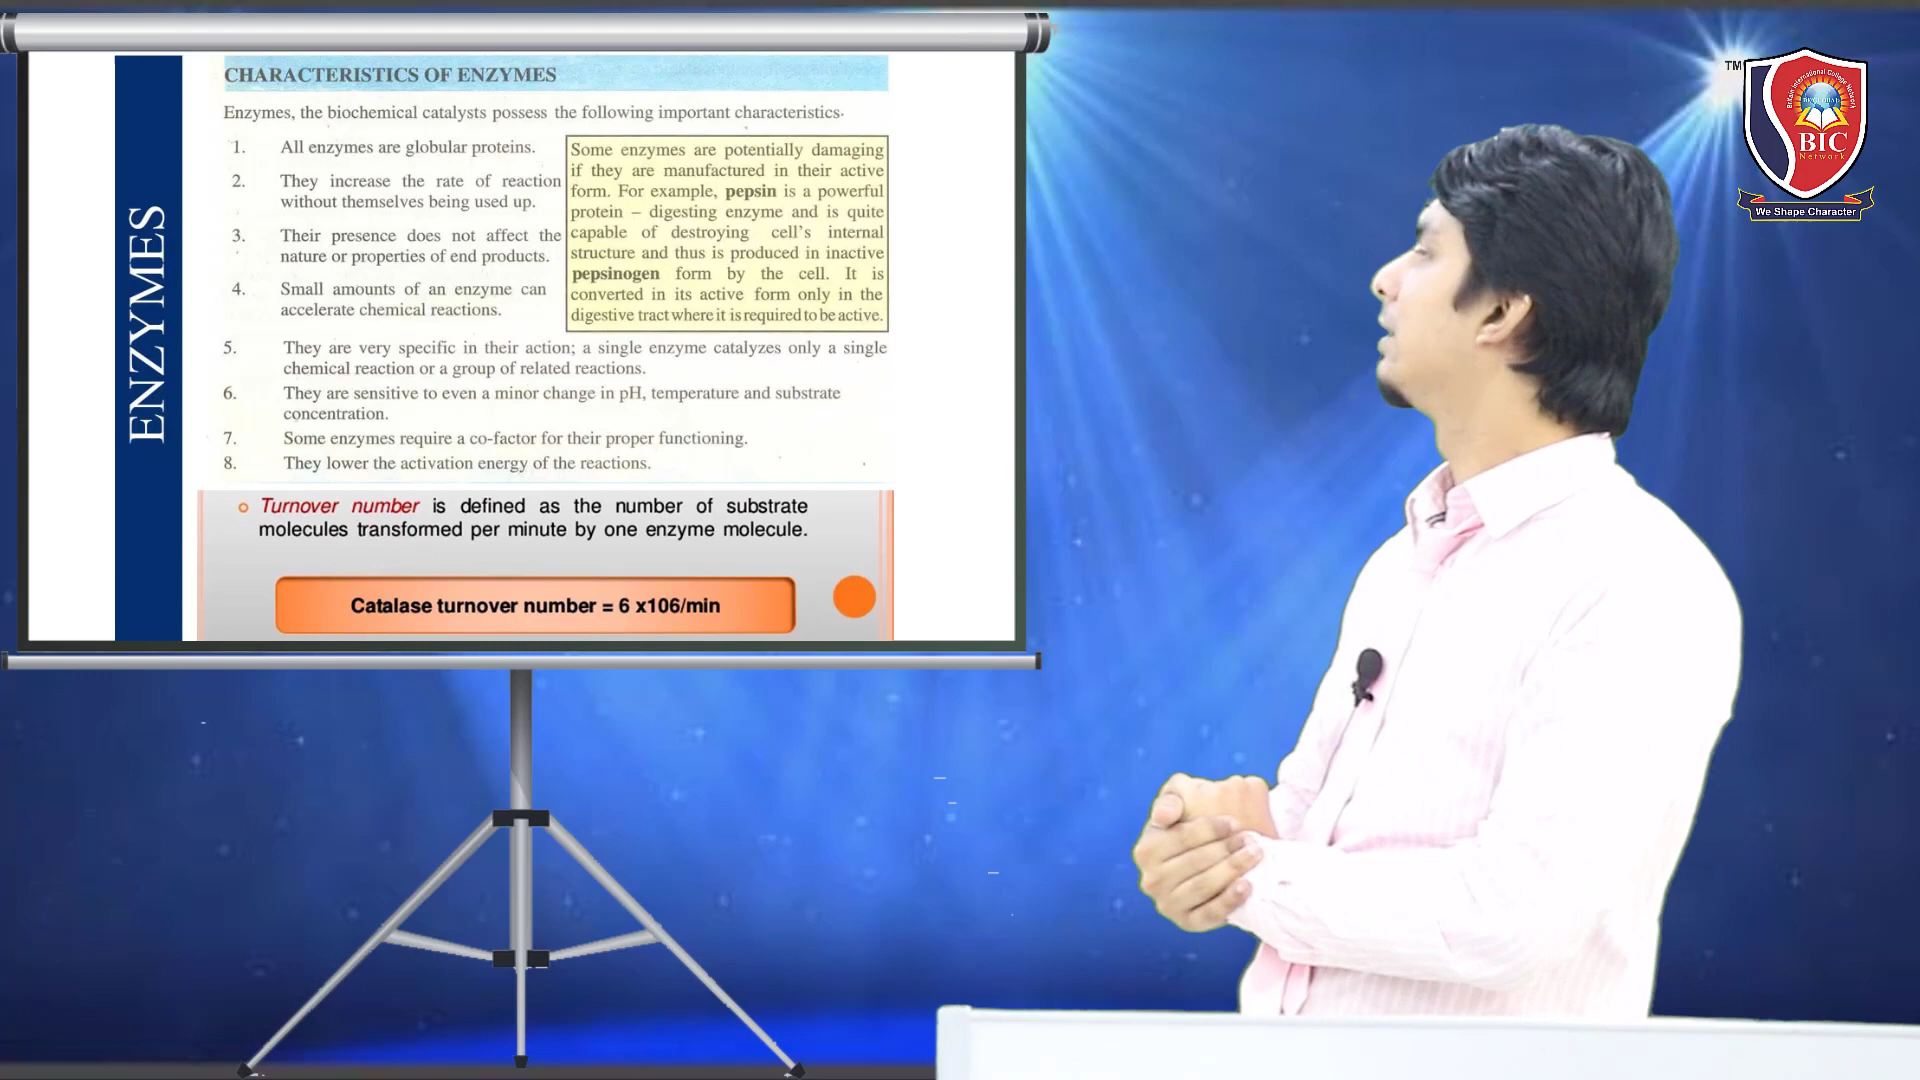 CHARACTERISTICS OF ENZYMES
Enzymes, the biochemical catalysts possess the following important characteristics.
1. All enzymes are globular proteins.
2. They increase the rate of reaction
without themselves being used up.
3. Their presence does not affect the
nature or properties of end products.
4. Small amounts of an enzyme can
accelerate chemical reactions.
Some enzymes are potentially damaging
if they are manufactured in their active
form. For example, pepsin is a powerful
protein – digesting enzyme and is quite
capable of destroying cell's internal
structure and thus is produced in inactive
pepsinogen form by the cell. It is
converted in its active form only in the
digestive tract where it is required to be active.
5. They are very specific in their action; a single enzyme catalyzes only a single
chemical reaction or a group of related reactions.
6. They are sensitive to even a minor change in pH, temperature and substrate
concentration.
7. Some enzymes require a co-factor for their proper functioning.
8. They lower the activation energy of the reactions.
Turnover number is defined as the number of substrate
molecules transformed per minute by one enzyme molecule.
Catalase turnover number = 6 x106/min
ENZYMES
TM
Britain International College Network
BIC
Network
We Shape Character